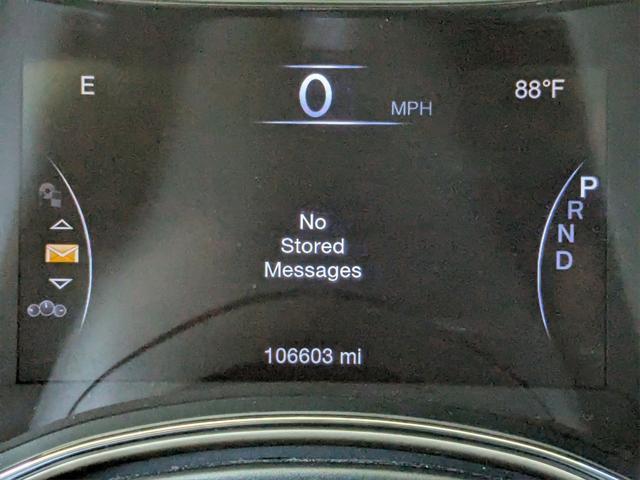 E
0 MPH
88°F
P
R
N
D
No
Stored
Messages
106603 mi